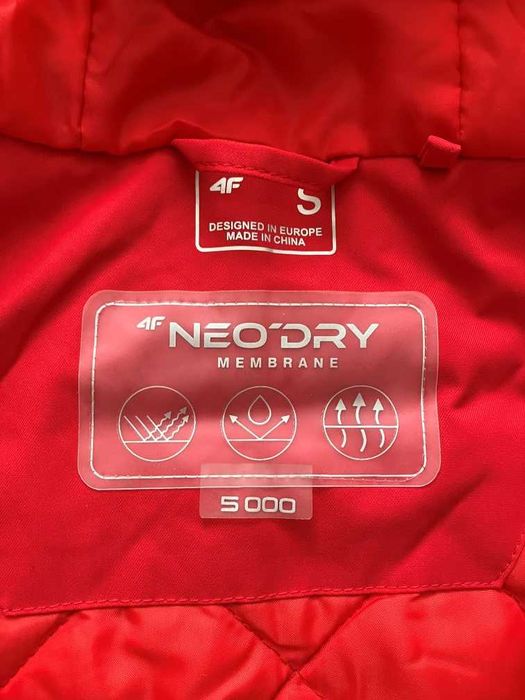 4F S
DESIGNED IN EUROPE
MADE IN CHINA
4F NEO'DRY
MEMBRANE
5 000